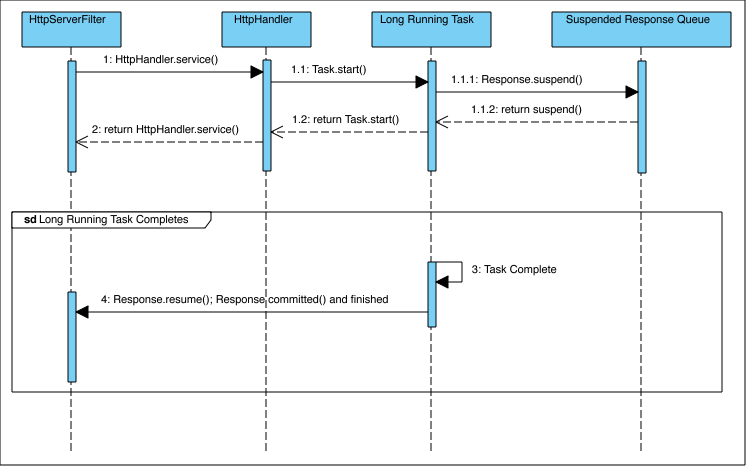 HttpServerFilter
HttpHandler
Long Running Task
Suspended Response Queue
1: HttpHandler.service()
1.1: Task.start()
1.1.1: Response.suspend()
1.1.2: return suspend()
1.2: return Task.start()
2: return HttpHandler.service()
sd Long Running Task Completes
3: Task Complete
4: Response.resume(); Response.committed() and finished